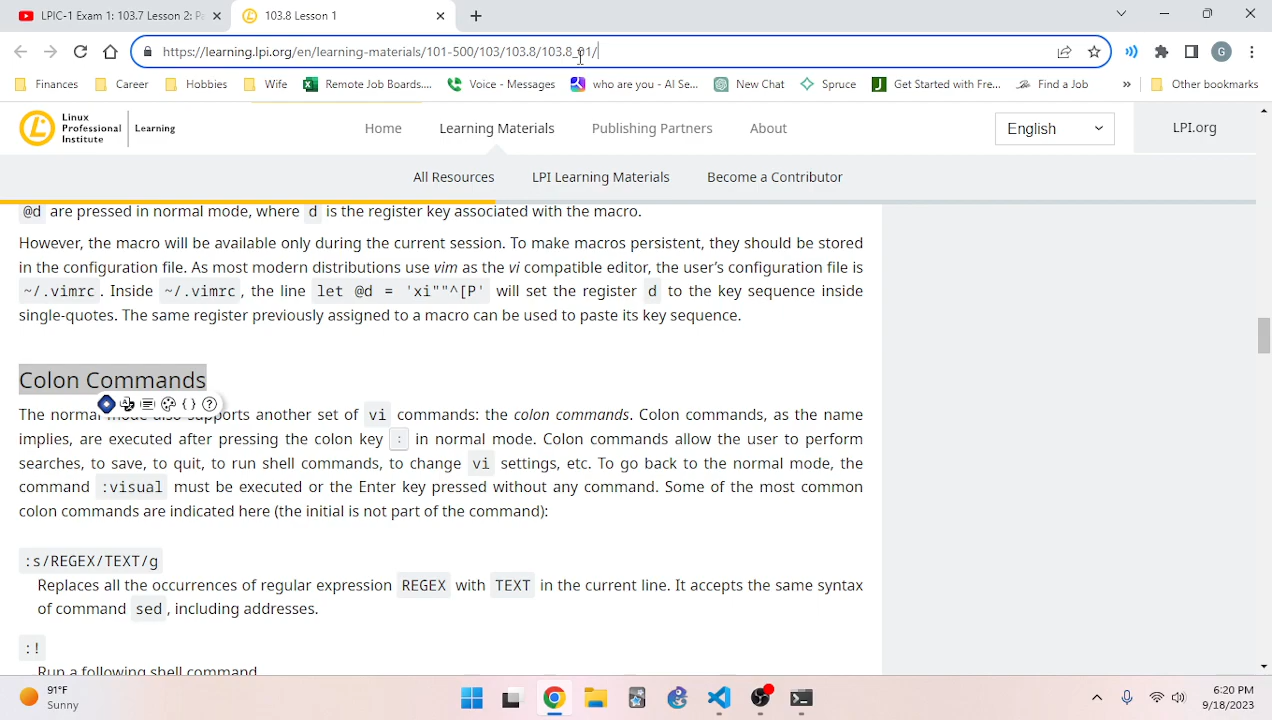 LPIC-1 Exam 1: 103.7 Lesson 2: Pa
103.8 Lesson 1
https://learning.lpi.org/en/learning-materials/101-500/103/103.8/103.8_01/
G
Finances
Career
Hobbies
Wife
Remote Job Boards....
Voice - Messages
who are you - AI Se...
New Chat
Spruce
Get Started with Fre...
Find a Job
»
Other bookmarks
Linux
Professional
Institute
Learning
Home
Learning Materials
Publishing Partners
About
English
LPI.org
All Resources
LPI Learning Materials
Become a Contributor
@d are pressed in normal mode, where d is the register key associated with the macro.
However, the macro will be available only during the current session. To make macros persistent, they should be stored
in the configuration file. As most modern distributions use vim as the vi compatible editor, the user's configuration file is
~/.vimrc. Inside ~/.vimrc, the line let @d = 'xi""^[P' will set the register d to the key sequence inside
single-quotes. The same register previously assigned to a macro can be used to paste its key sequence.
Colon Commands
The normal mode also supports another set of vi commands: the colon commands. Colon commands, as the name
implies, are executed after pressing the colon key : in normal mode. Colon commands allow the user to perform
searches, to save, to quit, to run shell commands, to change vi settings, etc. To go back to the normal mode, the
command :visual must be executed or the Enter key pressed without any command. Some of the most common
colon commands are indicated here (the initial is not part of the command):
:s/REGEX/TEXT/g
Replaces all the occurrences of regular expression REGEX with TEXT in the current line. It accepts the same syntax
of command sed, including addresses.
:!
Run a following shell command
91°F
Sunny
6:20 PM
9/18/2023